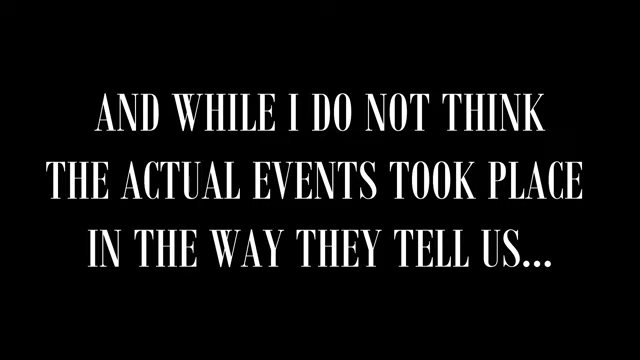 AND WHILE I DO NOT THINK
THE ACTUAL EVENTS TOOK PLACE
IN THE WAY THEY TELL US...